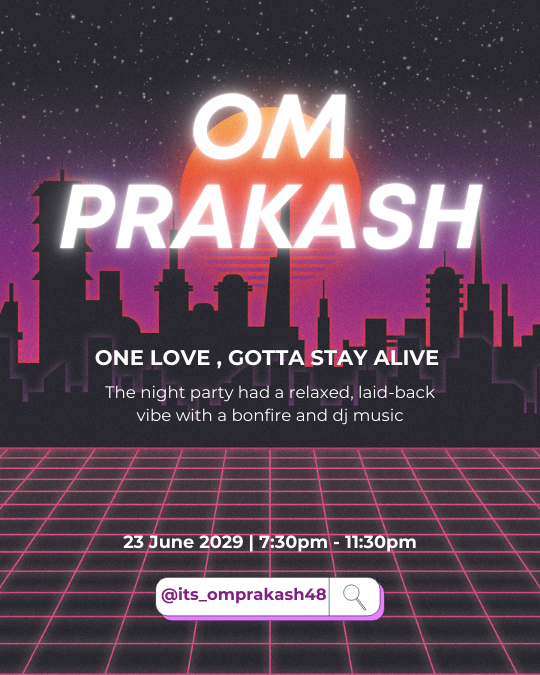 OM
PRAKASH
ONE LOVE , GOTTA STAY ALIVE
The night party had a relaxed, laid-back
vibe with a bonfire and dj music
23 June 2029 | 7:30pm - 11:30pm
@its_omprakash48